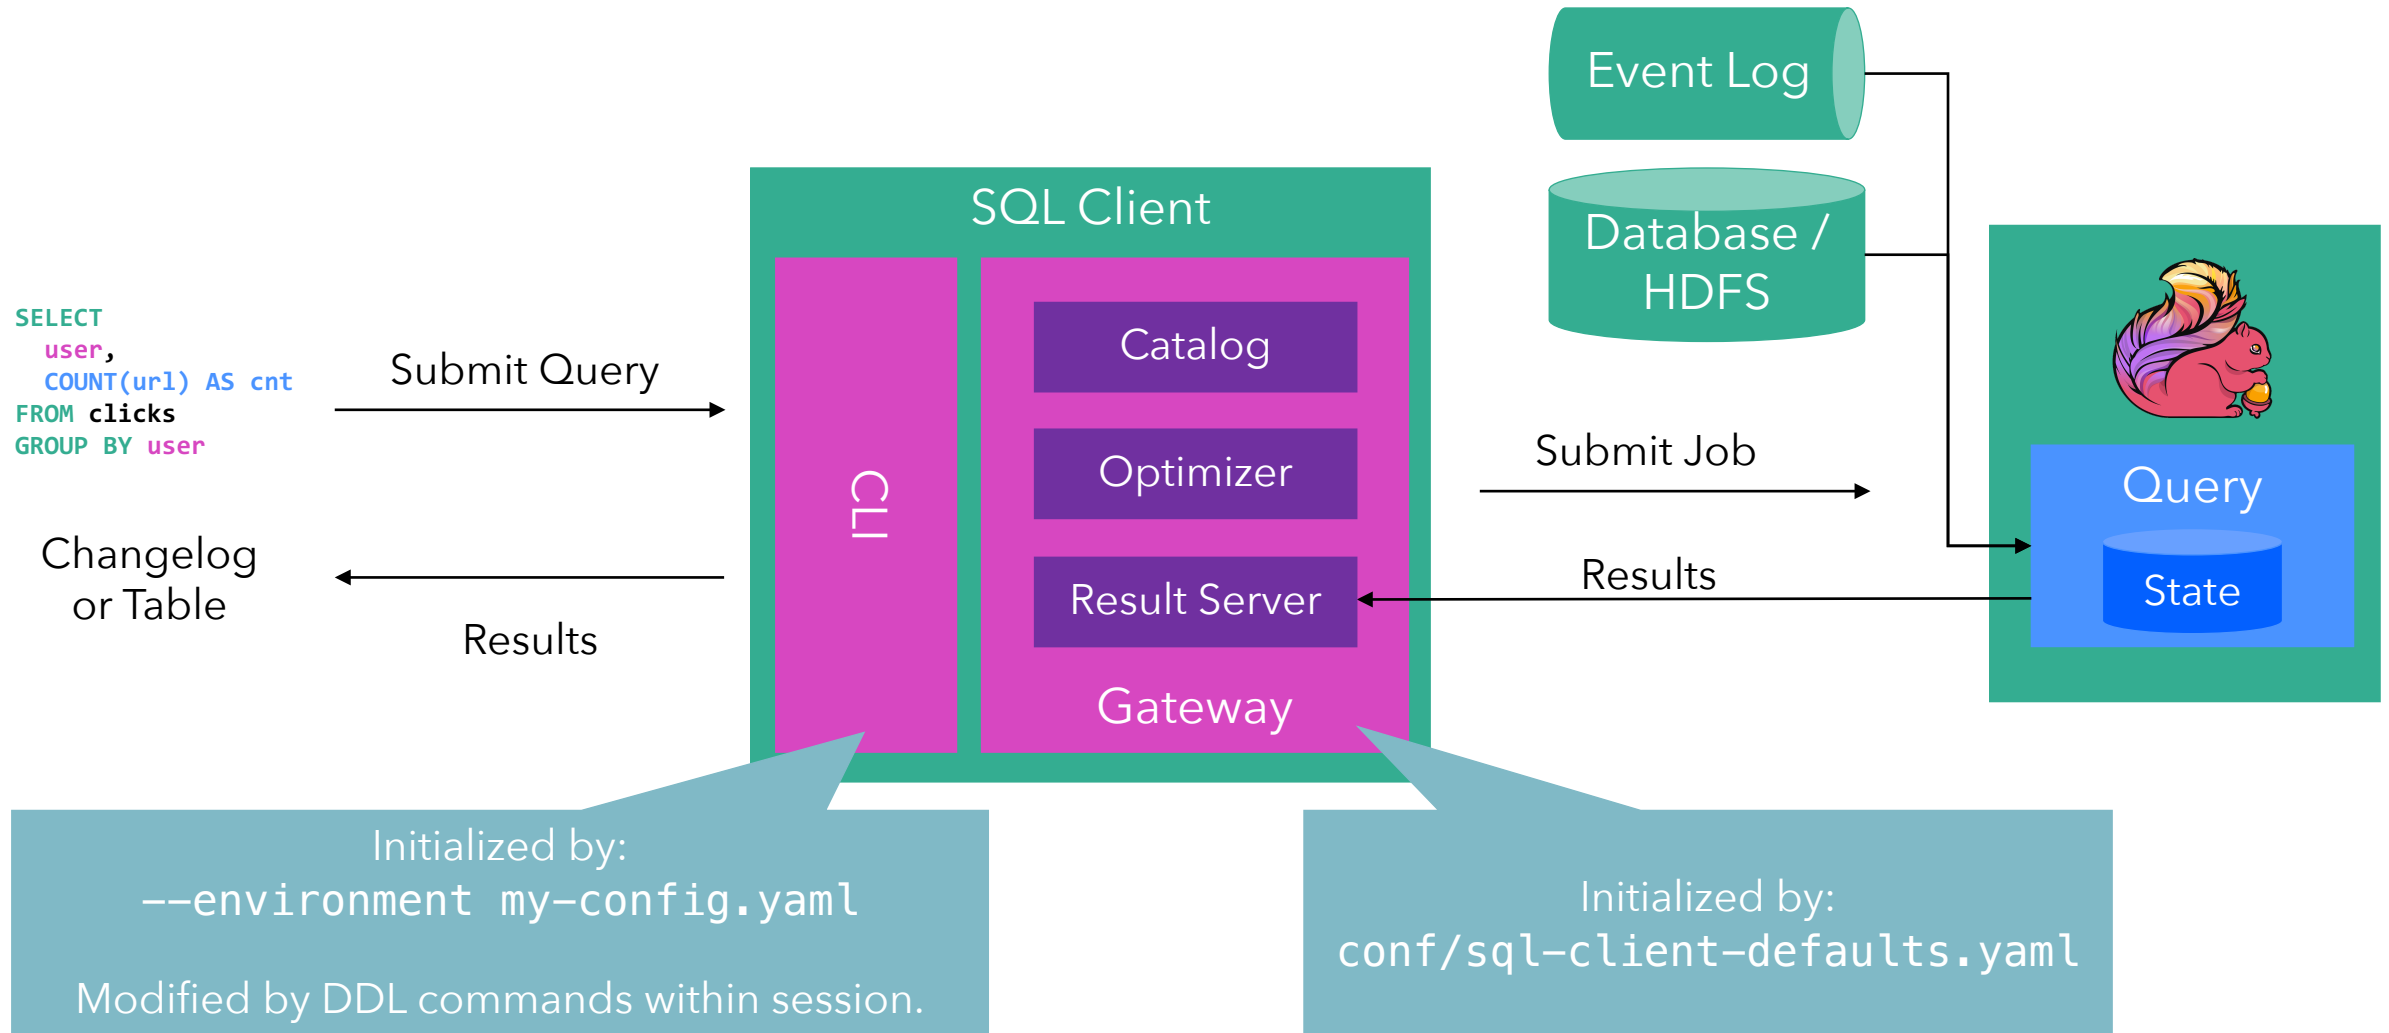 SELECT
user,
COUNT(url) AS cnt
FROM clicks
GROUP BY user
Submit Query
Changelog
or Table
Results
SQL Client
CLI
Catalog
Optimizer
Result Server
Gateway
Event Log
Database /
HDFS
Submit Job
Results
Query
State
Initialized by:
--environment my-config.yaml
Modified by DDL commands within session.
Initialized by:
conf/sql-client-defaults.yaml